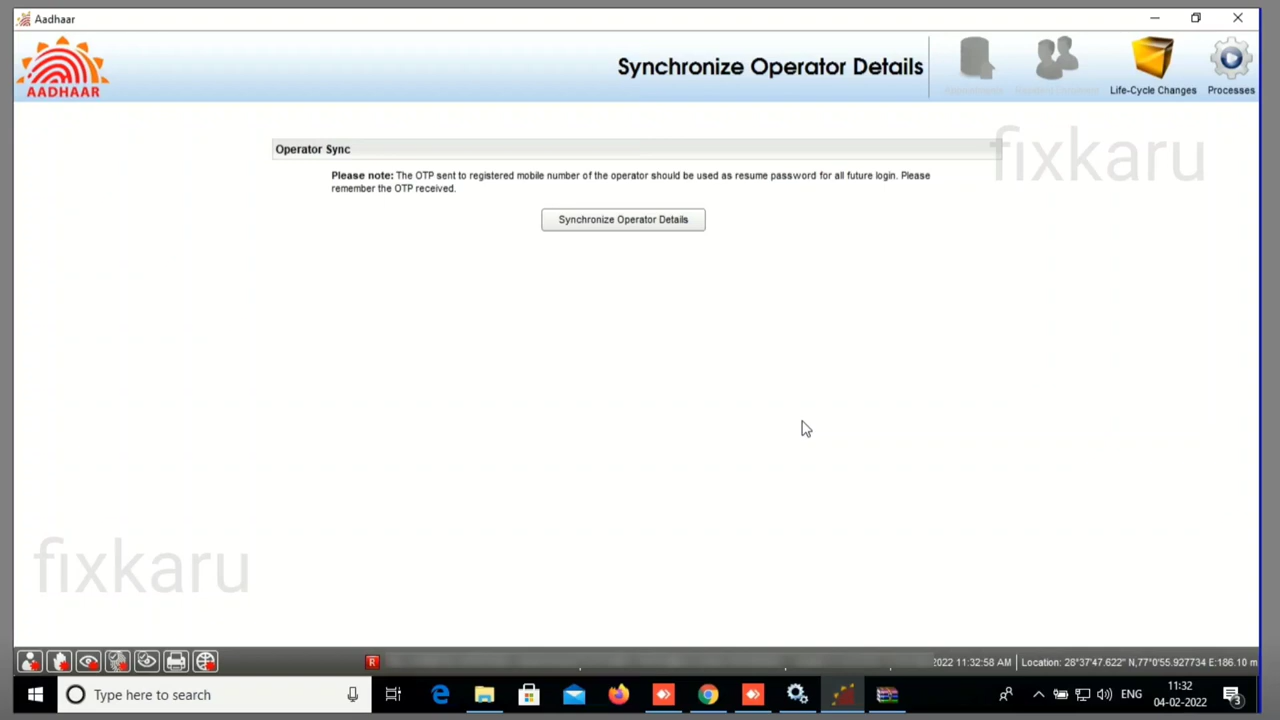 Aadhaar
AADHAAR
Synchronize Operator Details
Life-Cycle Changes
Processes
fixkaru
Operator Sync
Please note: The OTP sent to registered mobile number of the operator should be used as resume password for all future login. Please
remember the OTP received.
Synchronize Operator Details
fixkaru
R
2022 11:32:58 AM
Location: 28°37'47.622" N,77°0'55.927734 E:186.10 m
Type here to search
ENG
11:32
04-02-2022
3